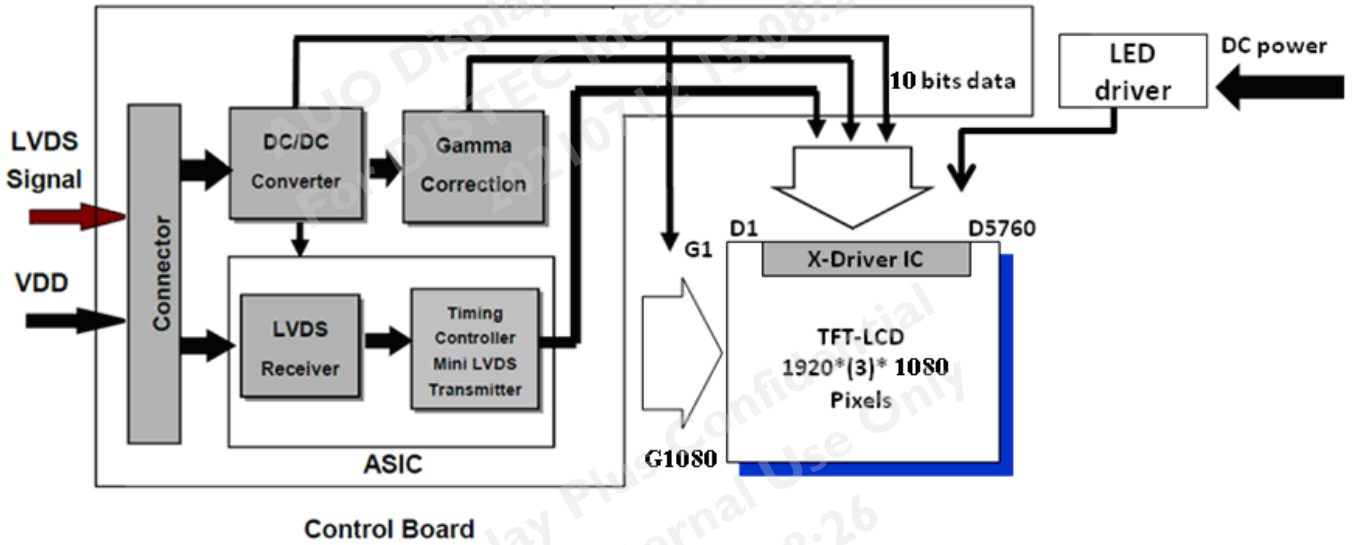 LVDS
Signal
VDD
Connector
DC/DC
Converter
Gamma
Correction
LVDS
Receiver
Timing
Controller
Mini LVDS
Transmitter
ASIC
Control Board
10 bits data
LED
driver
DC power
G1
G1080
D1
D5760
X-Driver IC
TFT-LCD
1920*(3)* 1080
Pixels